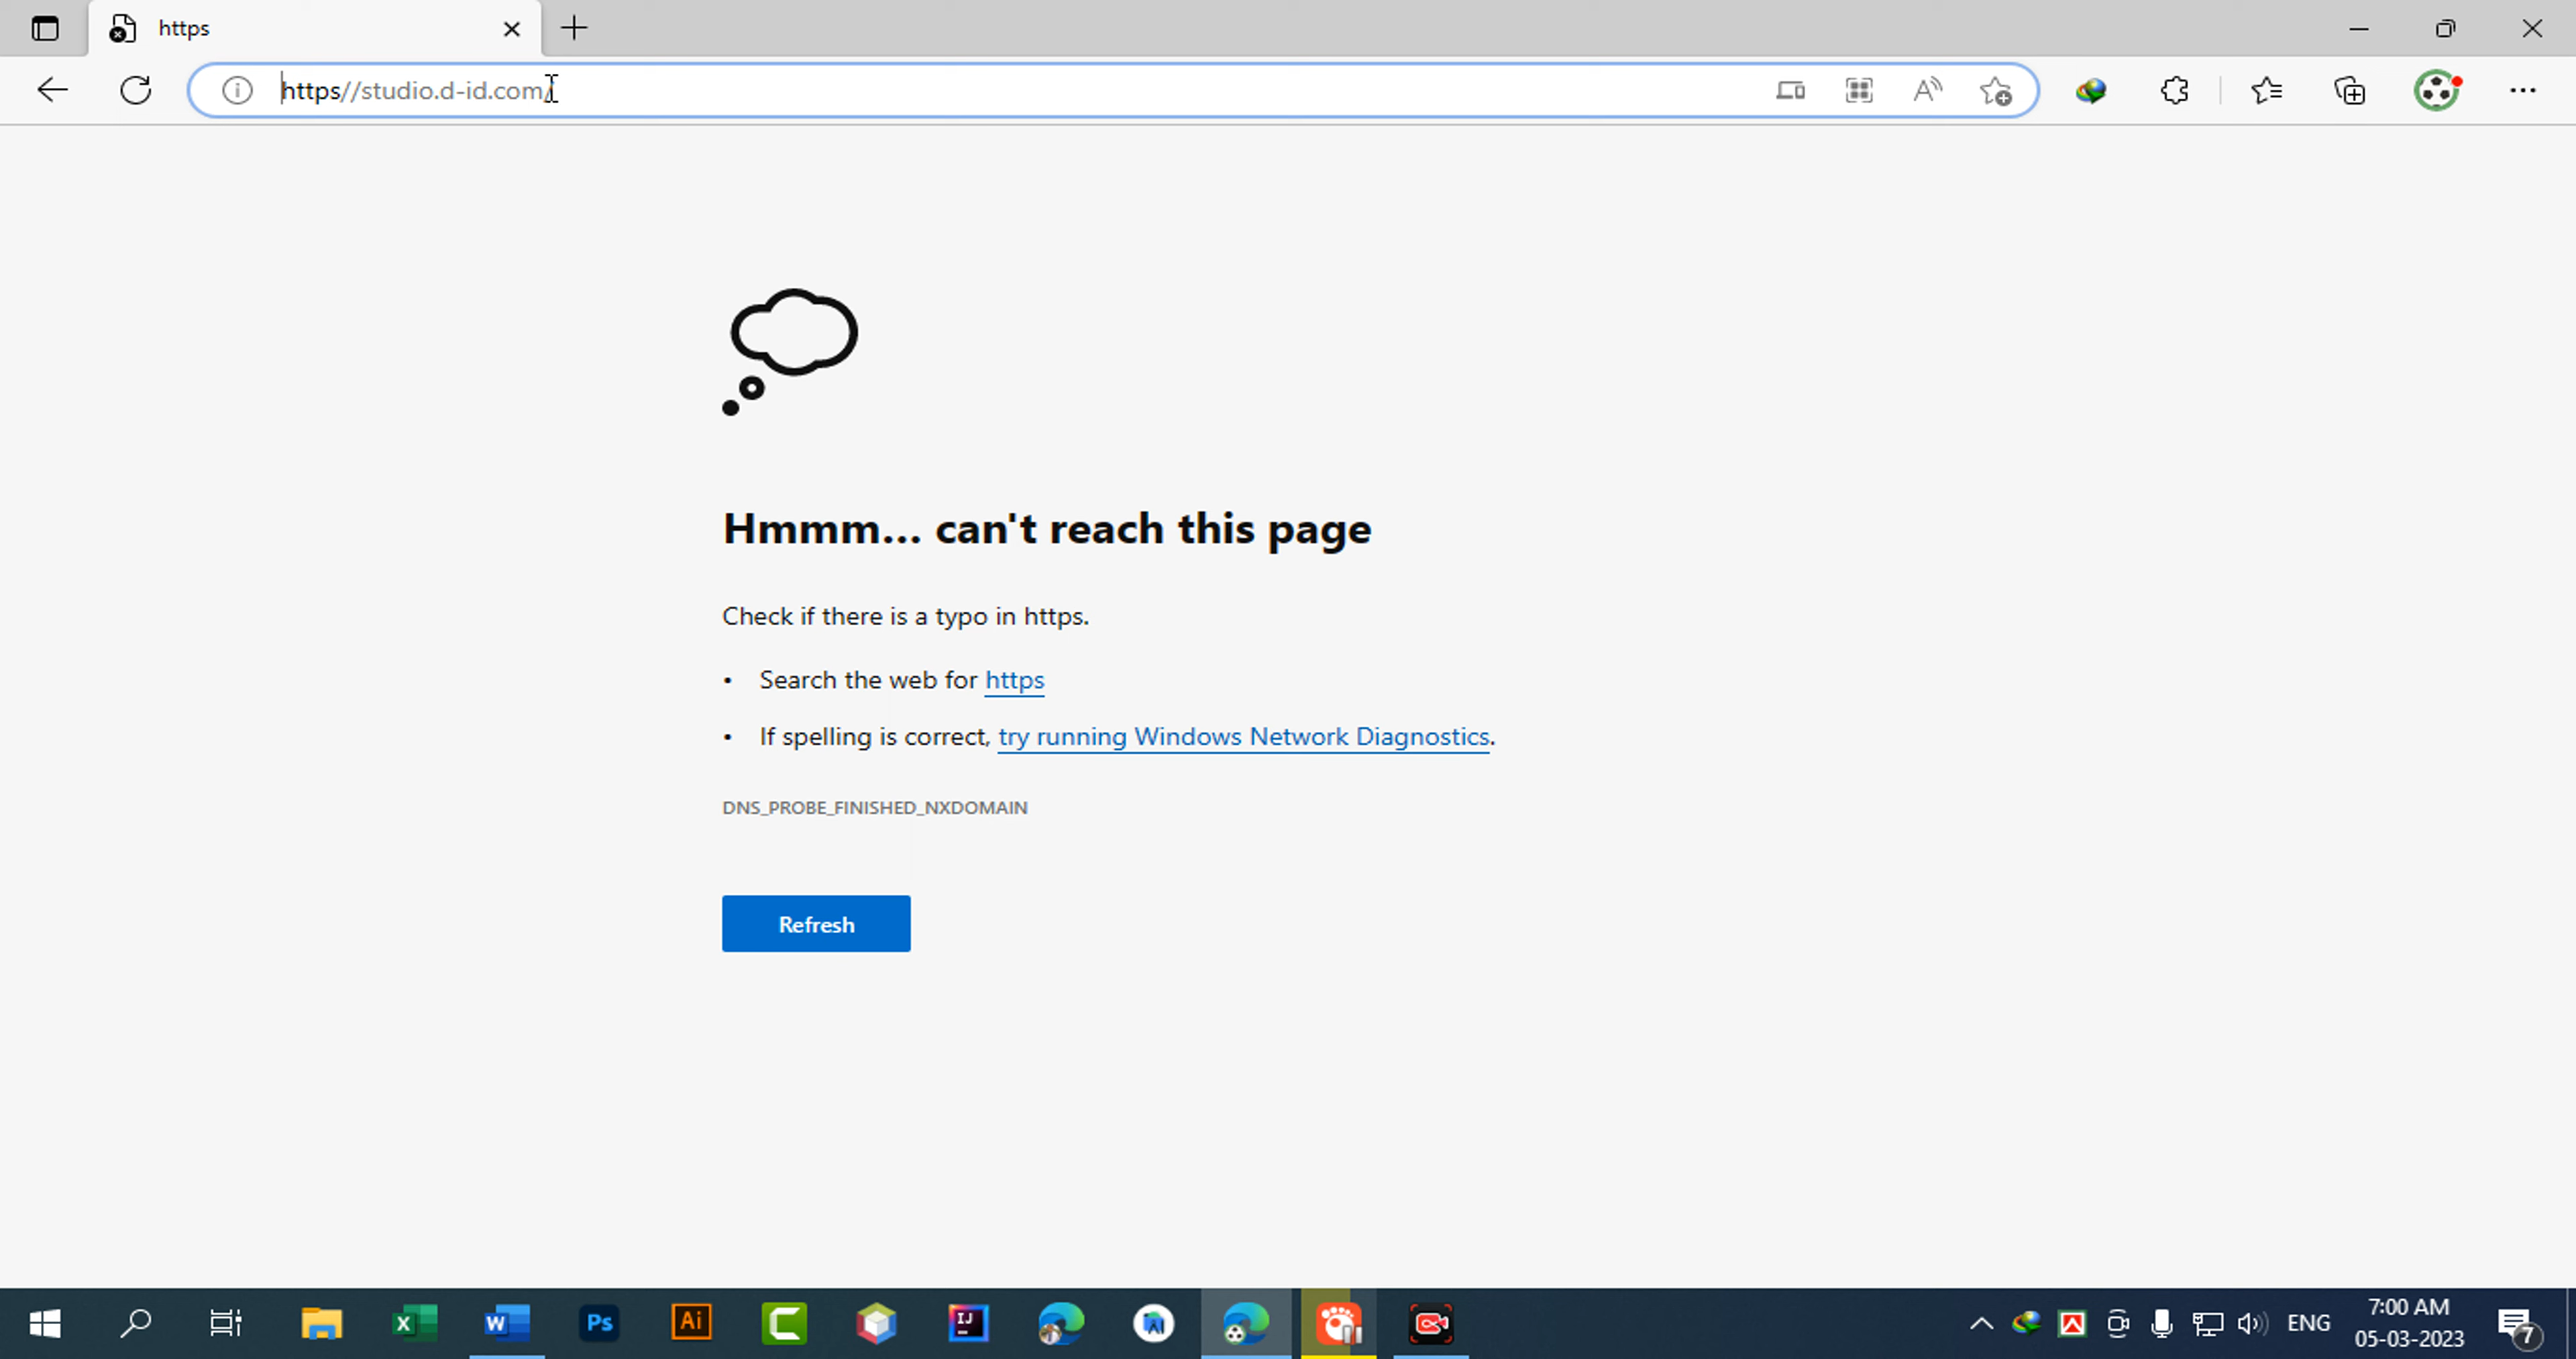 https
https//studio.d-id.com/
Hmmm... can't reach this page
Check if there is a typo in https.
• Search the web for https
• If spelling is correct, try running Windows Network Diagnostics.
DNS_PROBE_FINISHED_NXDOMAIN
Refresh
Ps
Ai
IJ
ENG
7:00 AM
05-03-2023
7